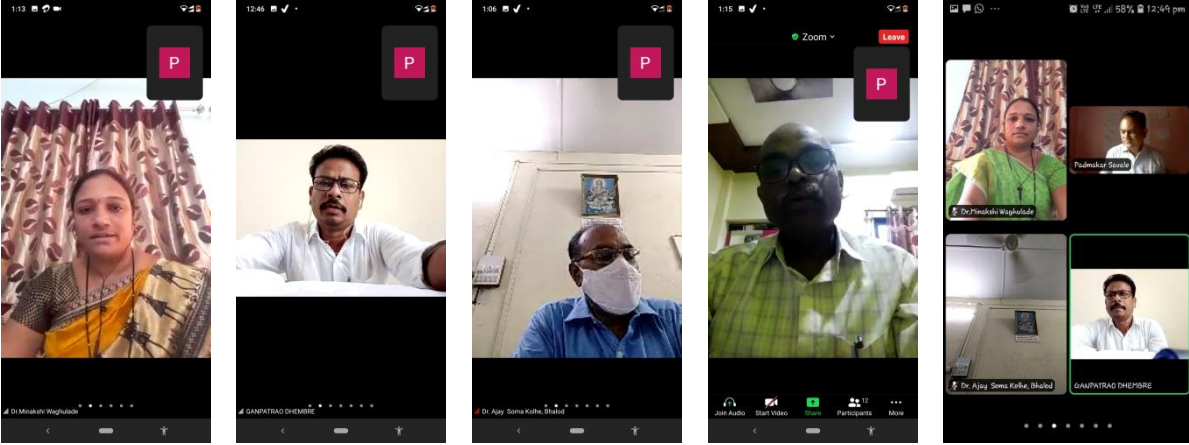 1:13
P
Dr.Minakshi Waghulade
12:46
P
GANPATRAO DHEMBRE
1:06
P
Dr. Ajay Soma Kolhe, Bhalod
1:15
Zoom
Leave
P
12
Join Audio Start Video Share Participants More
58% 12:49 pm
Dr.Minakshi Waghulade
Padmakar Savale
Dr. Ajay Soma Kolhe, Bhalod
GANPATRAO DHEMBRE